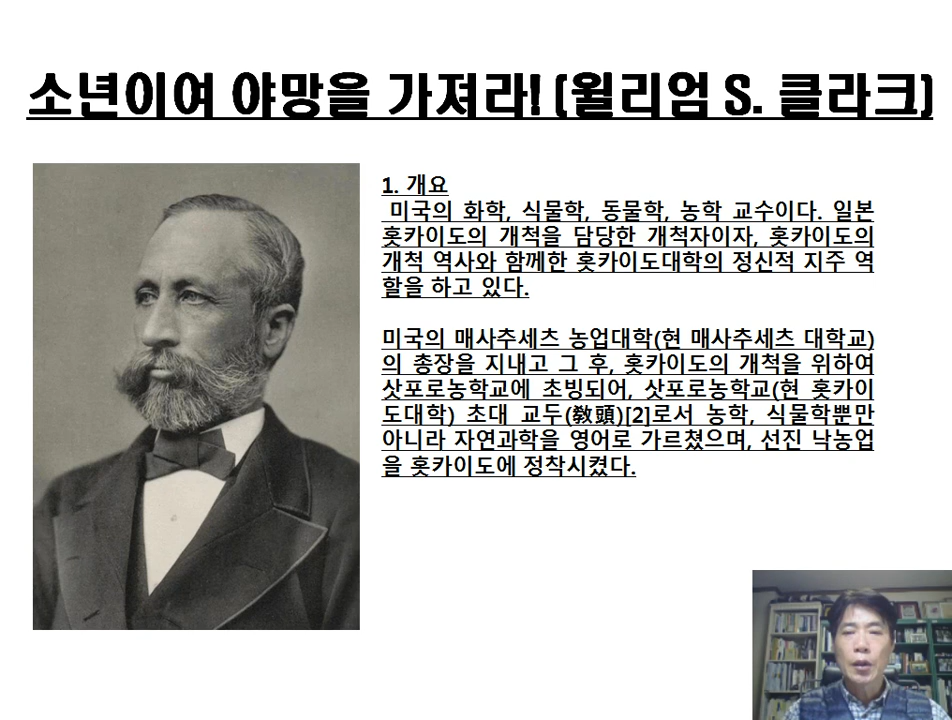 소년이여 야망을 가져라! (윌리엄 S. 클라크)
1. 개요
미국의 화학, 식물학, 동물학, 농학 교수이다. 일본
홋카이도의 개척을 담당한 개척자이자, 홋카이도의
개척 역사와 함께한 홋카이도대학의 정신적 지주 역
할을 하고 있다.
미국의 매사추세츠 농업대학(현 매사추세츠 대학교)
의 총장을 지내고 그 후, 홋카이도의 개척을 위하여
삿포로농학교에 초빙되어, 삿포로농학교(현 홋카이
도대학) 초대 교두(敎頭)[2]로서 농학, 식물학뿐만
아니라 자연과학을 영어로 가르쳤으며, 선진 낙농업
을 홋카이도에 정착시켰다.